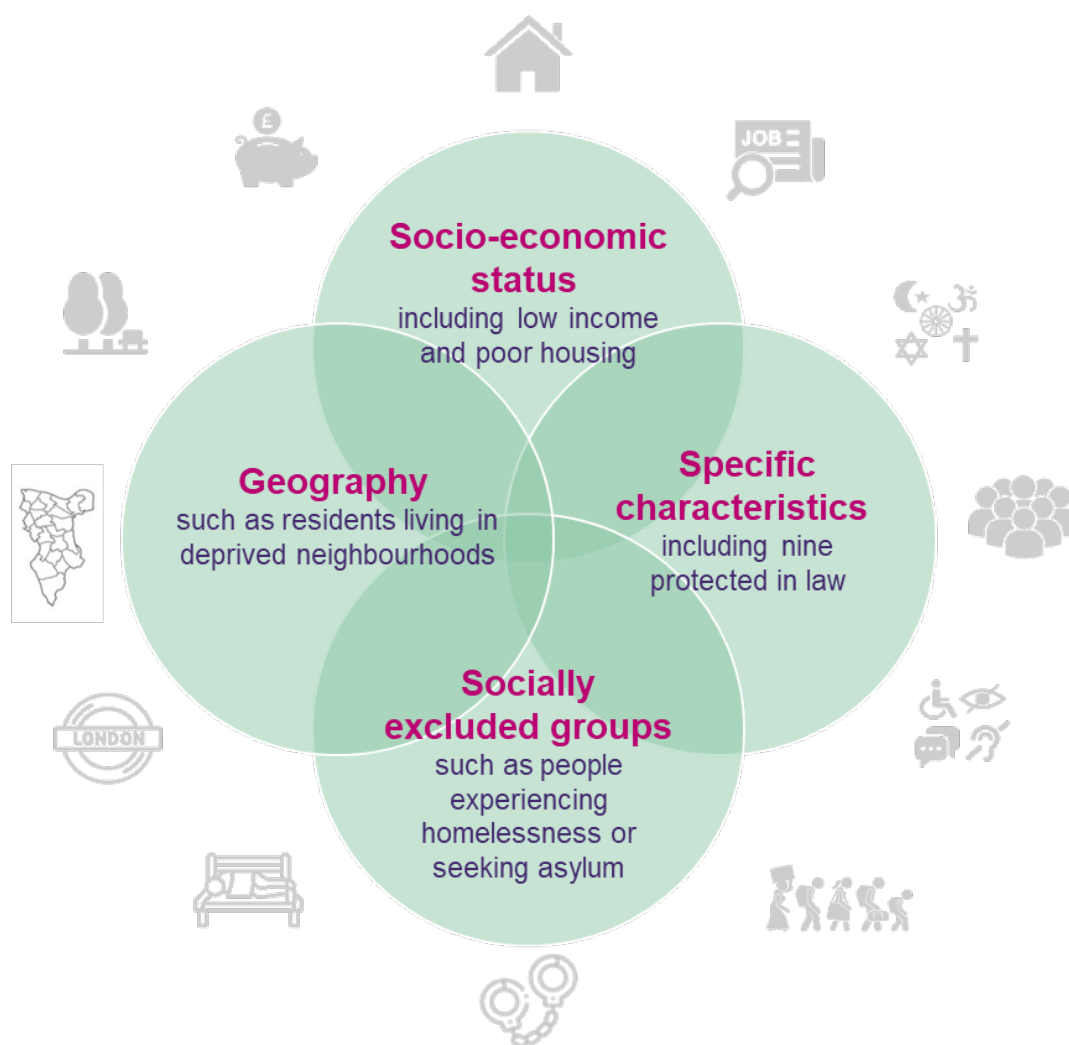 £
JOB
Socio-economic
status
including low income
and poor housing
Geography
such as residents living in
deprived neighbourhoods
Specific
characteristics
including nine
protected in law
LONDON
Socially
excluded groups
such as people
experiencing
homelessness or
seeking asylum